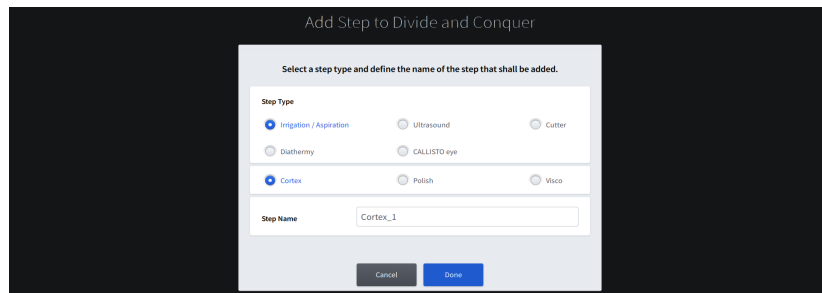 Add Step to Divide and Conquer
Select a step type and define the name of the step that shall be added.
Step Type
Irrigation / Aspiration Ultrasound Cutter
Diathermy CALLISTO eye
Cortex Polish Visco
Step Name Cortex_1
Cancel Done